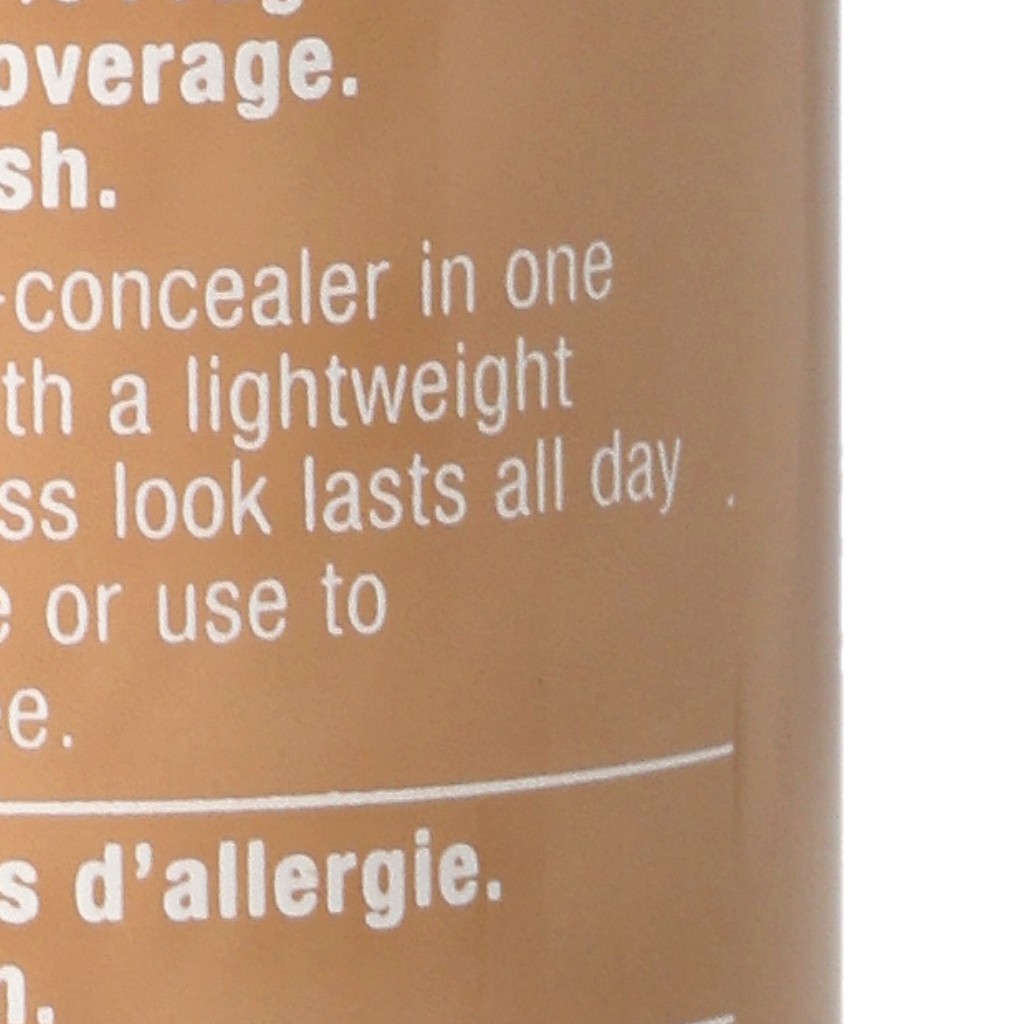 overage.
sh.
-concealer in one
th a lightweight
ss look lasts all day .
e or use to
e.
s d'allergie.
n.